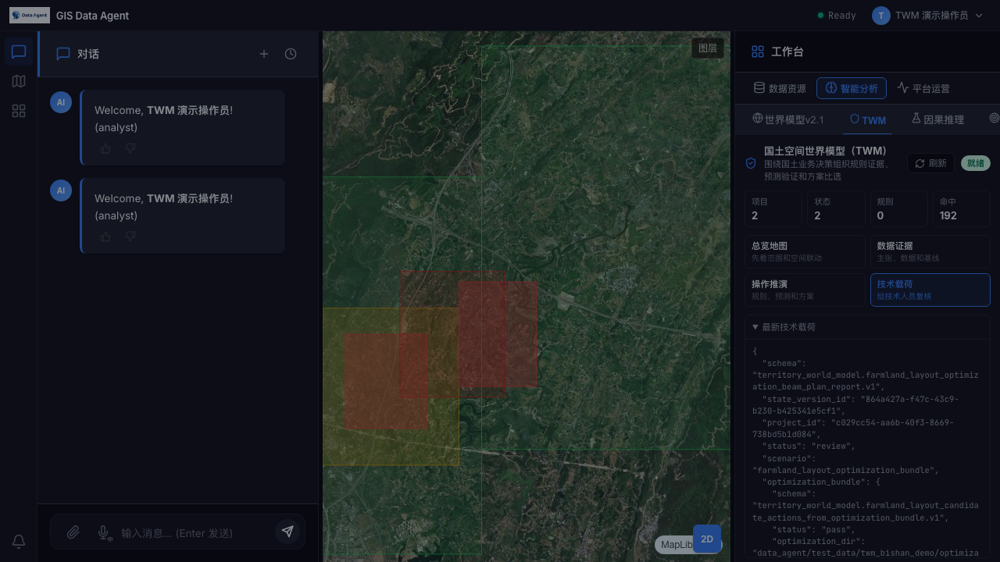 Data Agent
GIS Data Agent
Ready
T
TWM 演示操作员
对话
AI
Welcome, TWM 演示操作员!
(analyst)
AI
Welcome, TWM 演示操作员!
(analyst)
中
输入消息... (Enter 发送)
图层
MapLib
2D
工作台
数据资源
智能分析
平台运营
世界模型v2.1
TWM
因果推理
国土空间世界模型（TWM）
围绕国土业务决策组织规则证据、
预测验证和方案比选
刷新
就绪
项目
2
状态
2
规则
0
命中
192
总览地图
先看范围和空间联动
数据证据
主张、数据和基线
操作推演
规则、预测和方案
技术载荷
给技术人员复核
▼ 最新技术载荷
{
"schema":
"territory_world_model.farmland_layout_optimiz
ation_beam_plan_report.v1",
"state_version_id": "864a427a-f47c-43c9-
b230-b425341e5cf1",
"project_id": "c029cc54-aa6b-40f3-8669-
738bd5b1d084",
"status": "review",
"scenario":
"farmland_layout_optimization_bundle",
"optimization_bundle": {
"schema":
"territory_world_model.farmland_layout_candida
te_actions_from_optimization_bundle.v1",
"status": "pass",
"optimization_dir":
"data_agent/test_data/twm_bishan_demo/optimiza